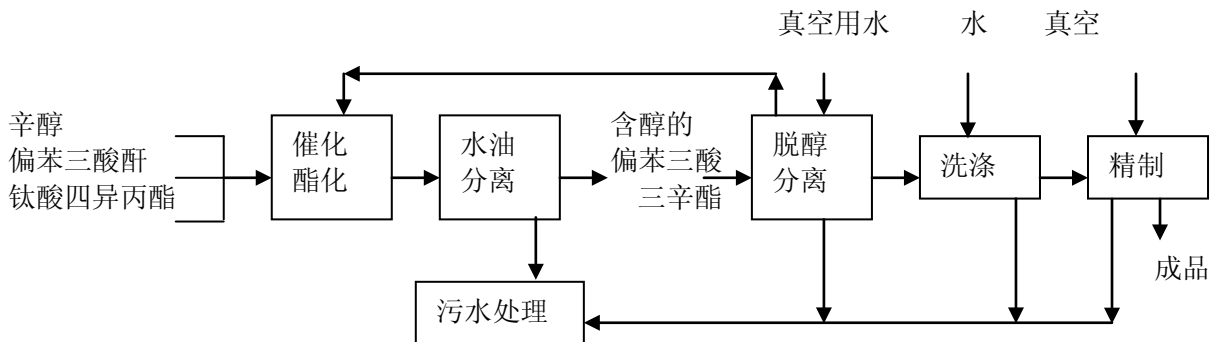 真空用水 水 真空
辛醇
偏苯三酸酐
钛酸四异丙酯
催化
酯化
水油
分离
含醇的
偏苯三酸
三辛酯
脱醇
分离
洗涤
精制
成品
污水处理